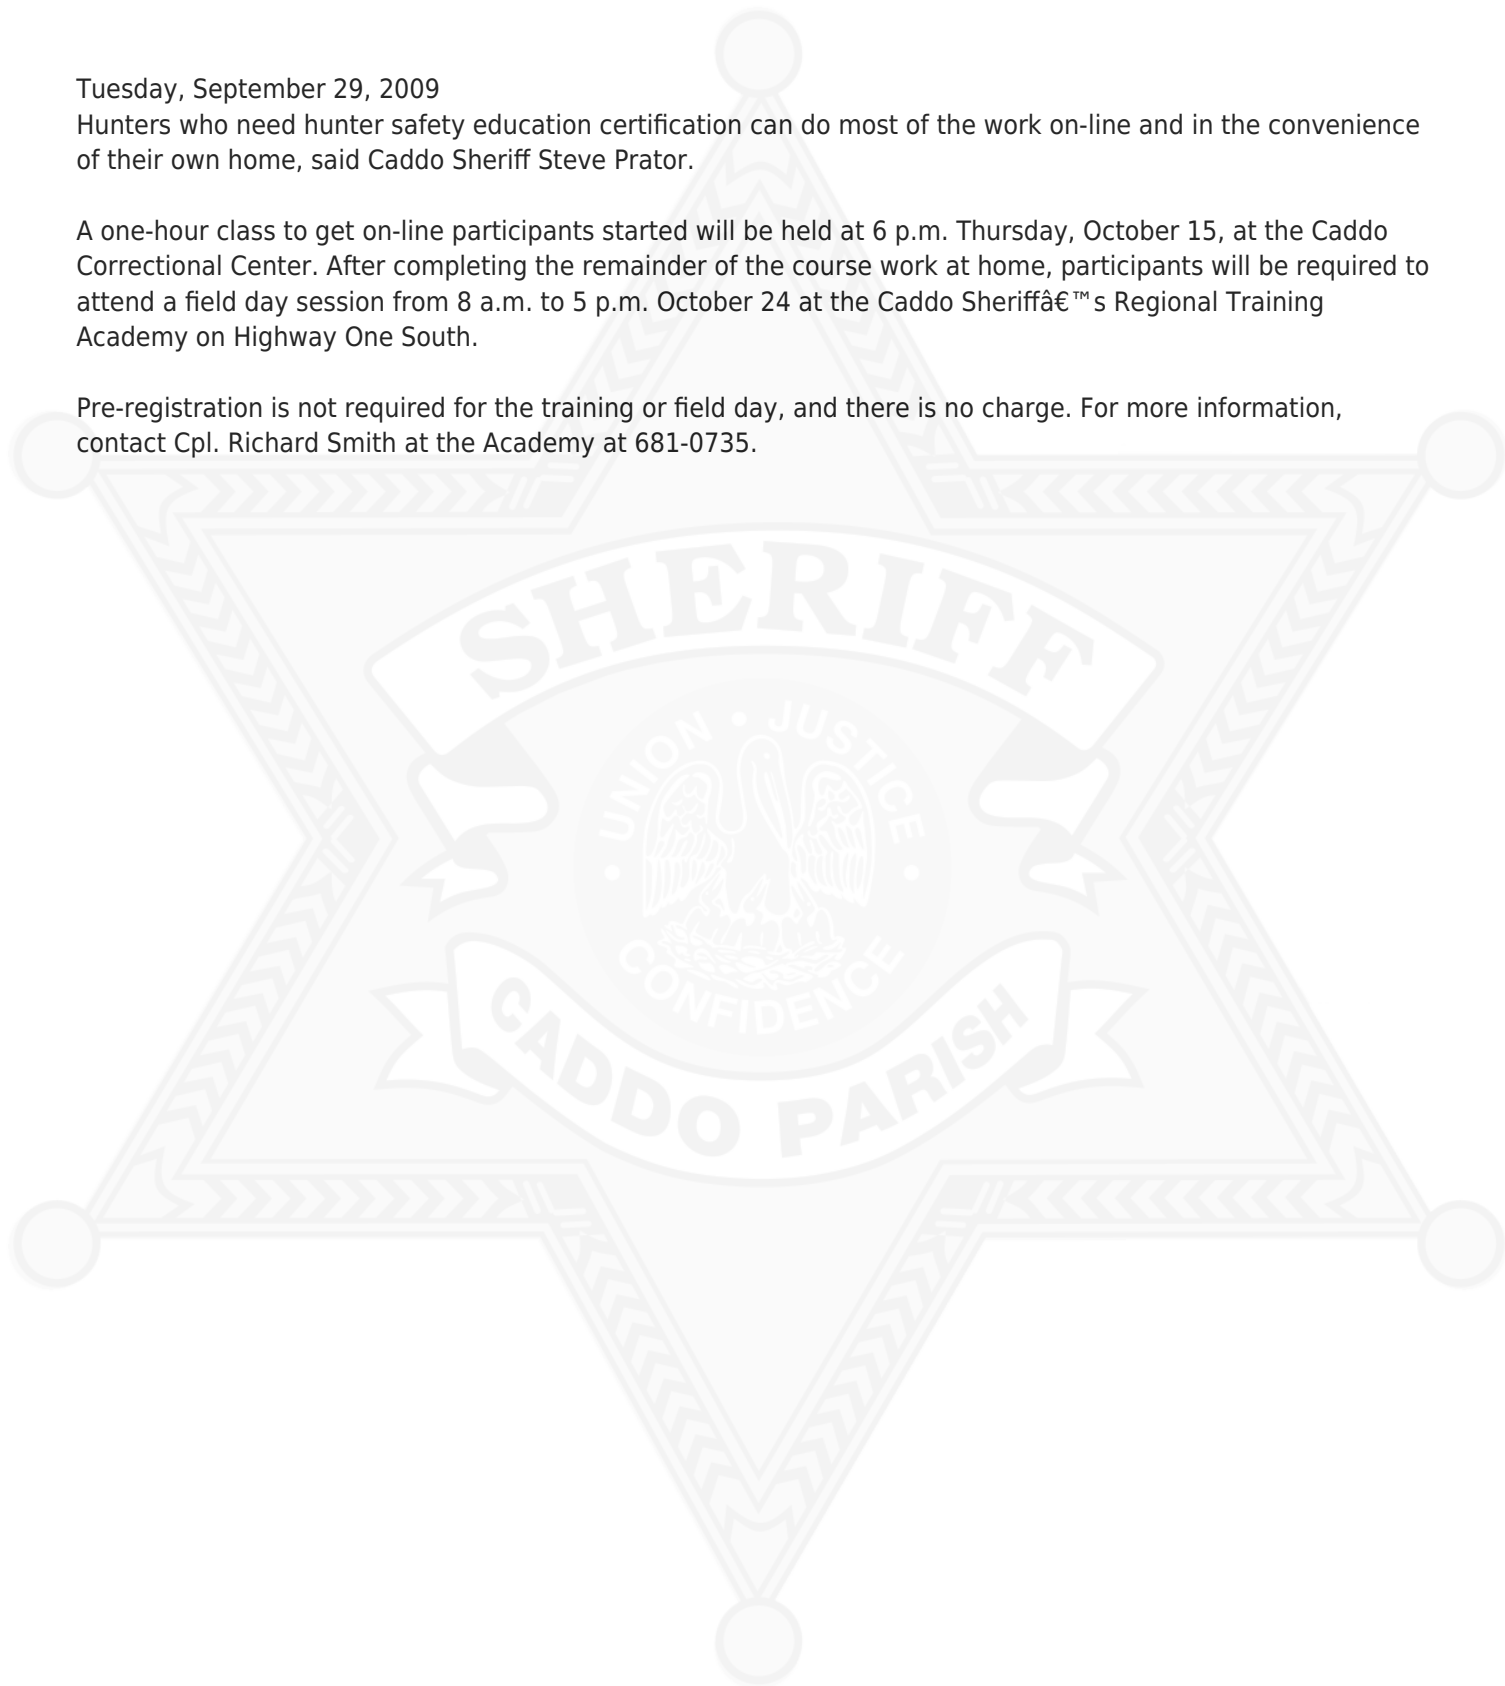 Tuesday, September 29, 2009
Hunters who need hunter safety education certification can do most of the work on-line and in the convenience
of their own home, said Caddo Sheriff Steve Prator.
A one-hour class to get on-line participants started will be held at 6 p.m. Thursday, October 15, at the Caddo
Correctional Center. After completing the remainder of the course work at home, participants will be required to
attend a field day session from 8 a.m. to 5 p.m. October 24 at the Caddo Sheriffâ€™s Regional Training
Academy on Highway One South.
Pre-registration is not required for the training or field day, and there is no charge. For more information,
contact Cpl. Richard Smith at the Academy at 681-0735.
SHERIFF
UNION • JUSTICE
CONFIDENCE
CADDO PARISH